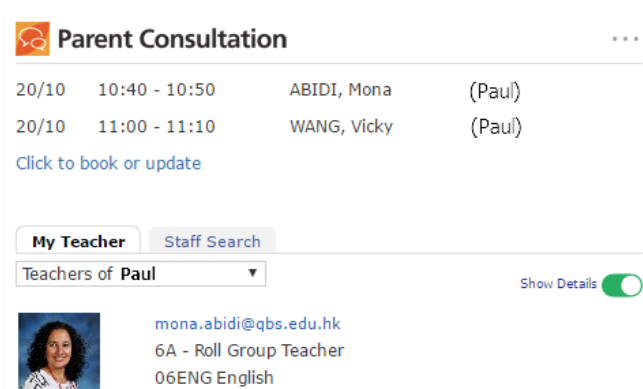 Parent Consultation
20/10 10:40 - 10:50 ABIDI, Mona (Paul)
20/10 11:00 - 11:10 WANG, Vicky (Paul)
Click to book or update
My Teacher Staff Search
Teachers of Paul
Show Details
mona.abidi@qbs.edu.hk
6A - Roll Group Teacher
06ENG English